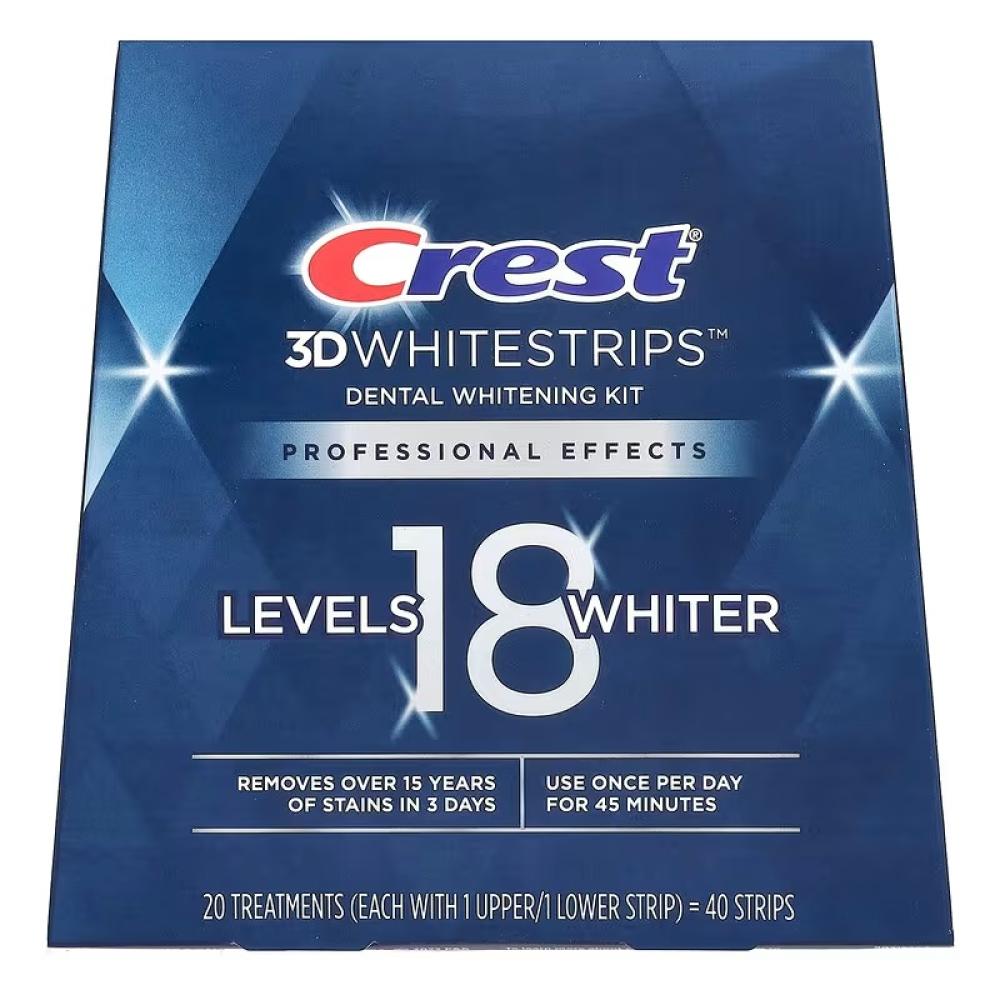 Crest®
3DWHITESTRIPS™
DENTAL WHITENING KIT
PROFESSIONAL EFFECTS
18
LEVELS WHITER
REMOVES OVER 15 YEARS
OF STAINS IN 3 DAYS
USE ONCE PER DAY
FOR 45 MINUTES
20 TREATMENTS (EACH WITH 1 UPPER/1 LOWER STRIP) = 40 STRIPS